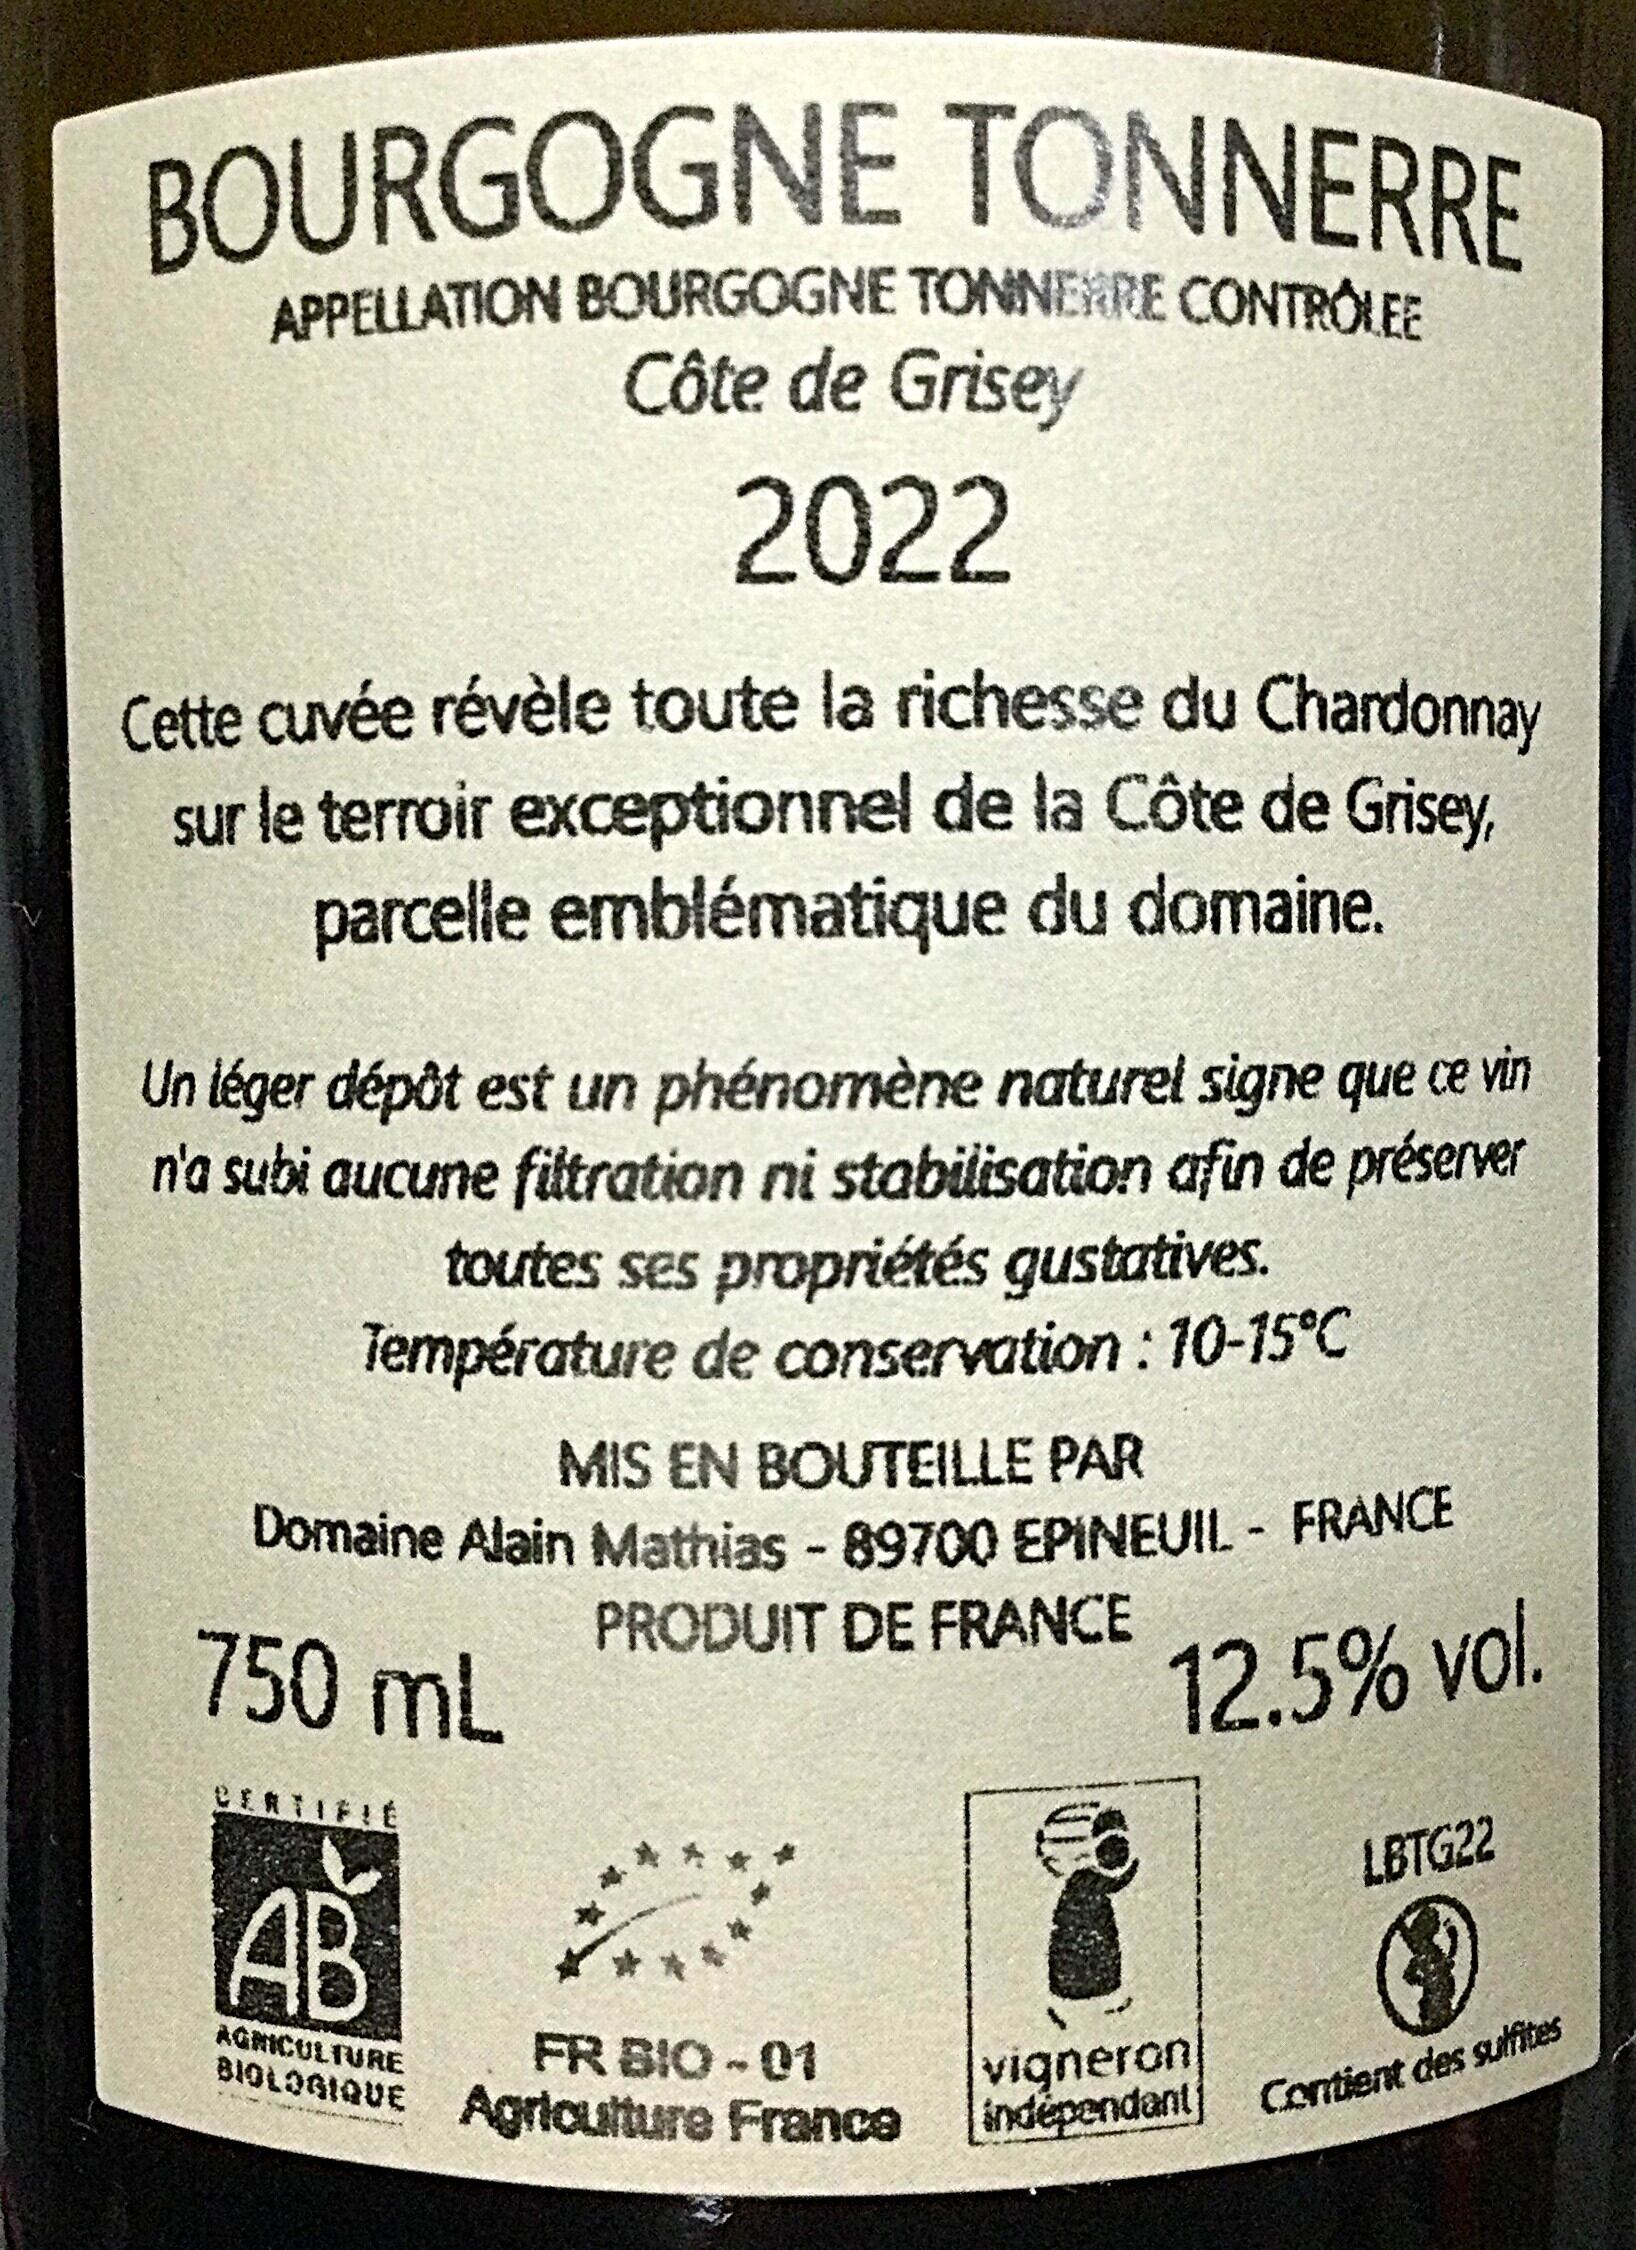 BOURGOGNE TONNERRE
APPELLATION BOURGOGNE TONNERRE CONTRÔLEE
Côte de Grisey
2022
Cette cuvée révèle toute la richesse du Chardonnay
sur le terroir exceptionnel de la Côte de Grisey,
parcelle emblématique du domaine.
Un léger dépôt est un phénomène naturel signe que ce vin
n'a subi aucune filtration ni stabilisation afin de préserver
toutes ses propriétés gustatives.
Température de conservation : 10-15°C
MIS EN BOUTEILLE PAR
Domaine Alain Mathias - 89700 EPINEUIL - FRANCE
PRODUIT DE FRANCE
750 mL
12.5% vol.
CERTIFIÉ
AB
AGRICULTURE
BIOLOGIQUE
FR BIO - 01
Agriculture France
vigneron
indépendant
LBTG22
Contient des sulfites